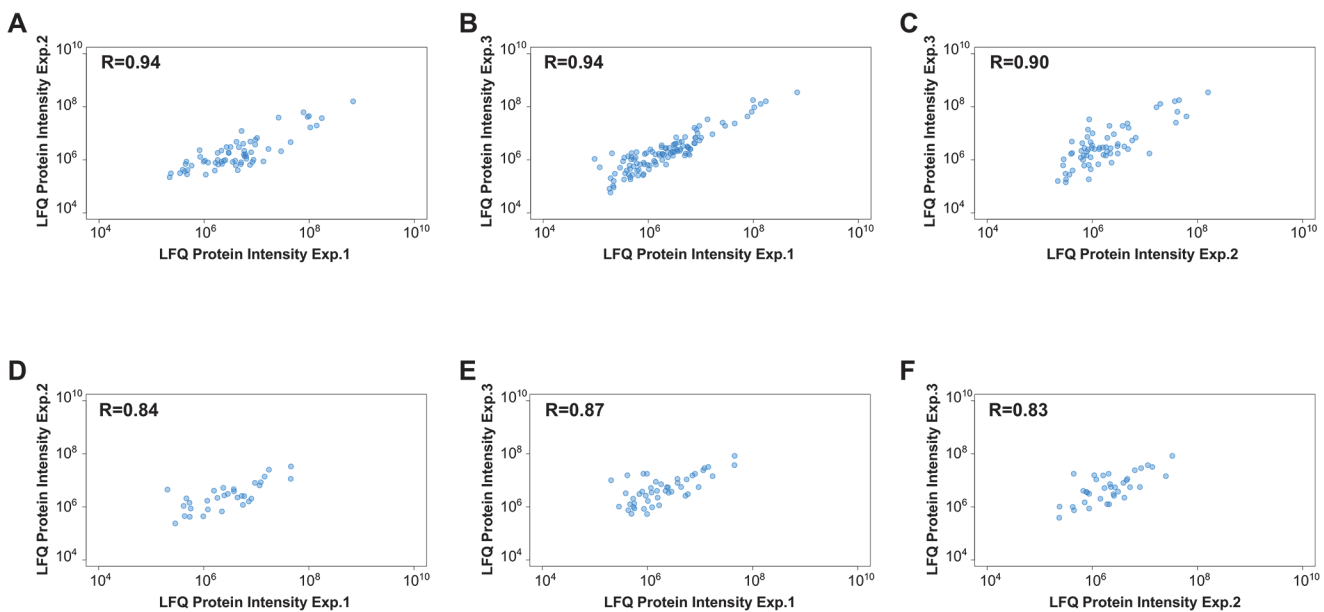 A
LFQ Protein Intensity Exp.2
10^10
10^8
10^6
10^4
R=0.94
10^4
10^6
10^8
10^10
LFQ Protein Intensity Exp.1
B
LFQ Protein Intensity Exp.3
10^10
10^8
10^6
10^4
R=0.94
10^4
10^6
10^8
10^10
LFQ Protein Intensity Exp.1
C
LFQ Protein Intensity Exp.3
10^10
10^8
10^6
10^4
R=0.90
10^4
10^6
10^8
10^10
LFQ Protein Intensity Exp.2
D
LFQ Protein Intensity Exp.2
10^10
10^8
10^6
10^4
R=0.84
10^4
10^6
10^8
10^10
LFQ Protein Intensity Exp.1
E
LFQ Protein Intensity Exp.3
10^10
10^8
10^6
10^4
R=0.87
10^4
10^6
10^8
10^10
LFQ Protein Intensity Exp.1
F
LFQ Protein Intensity Exp.3
10^10
10^8
10^6
10^4
R=0.83
10^4
10^6
10^8
10^10
LFQ Protein Intensity Exp.2